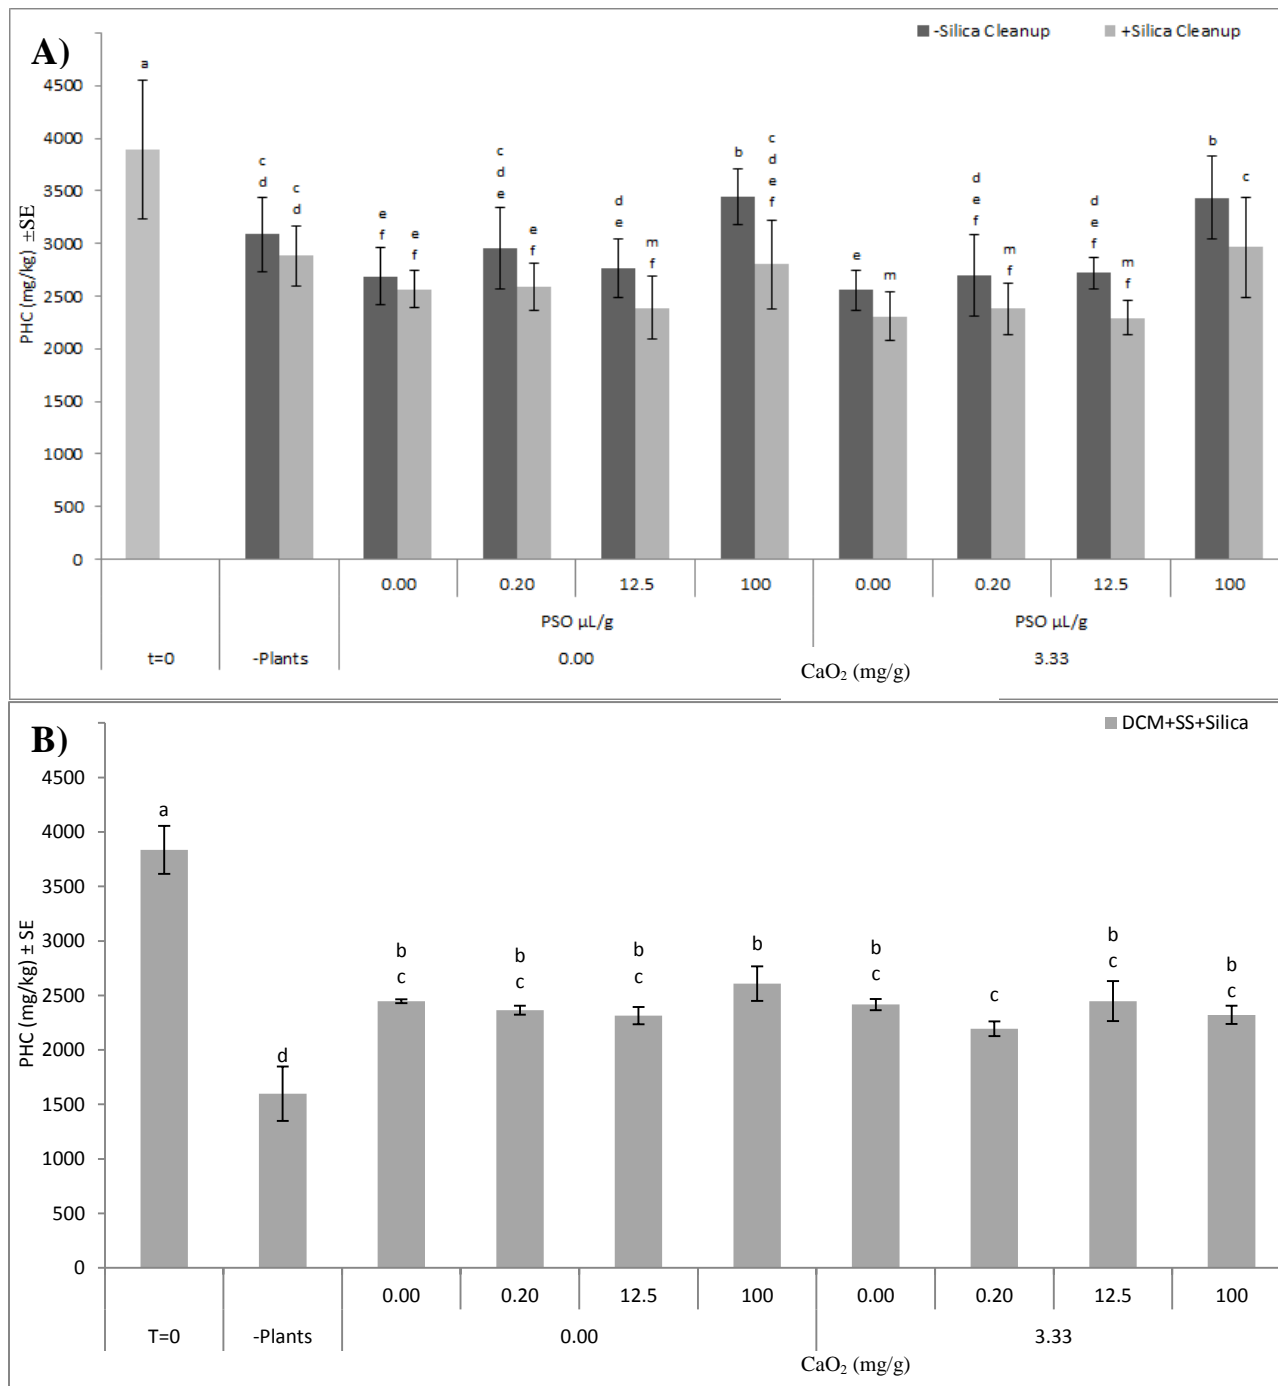 A)
-Silica Cleanup +Silica Cleanup
PHC (mg/kg) ±SE
4500
4000
3500
3000
2500
2000
1500
1000
500
0
a
c d
c d
e f
e f
c d e
e f
d e
m f
b
c d e f
e
m
d e f
m f
d e f
m f
b
c
0.00 0.20 12.5 100 0.00 0.20 12.5 100
PSO µL/g PSO µL/g
t=0 -Plants 0.00 3.33
CaO₂ (mg/g)
B)
DCM+SS+Silica
PHC (mg/kg) ± SE
4500
4000
3500
3000
2500
2000
1500
1000
500
0
a
d
b c
b c
b c
b
b c
c
b c
b c
0.00 0.20 12.5 100 0.00 0.20 12.5 100
T=0 -Plants 0.00 3.33
CaO₂ (mg/g)